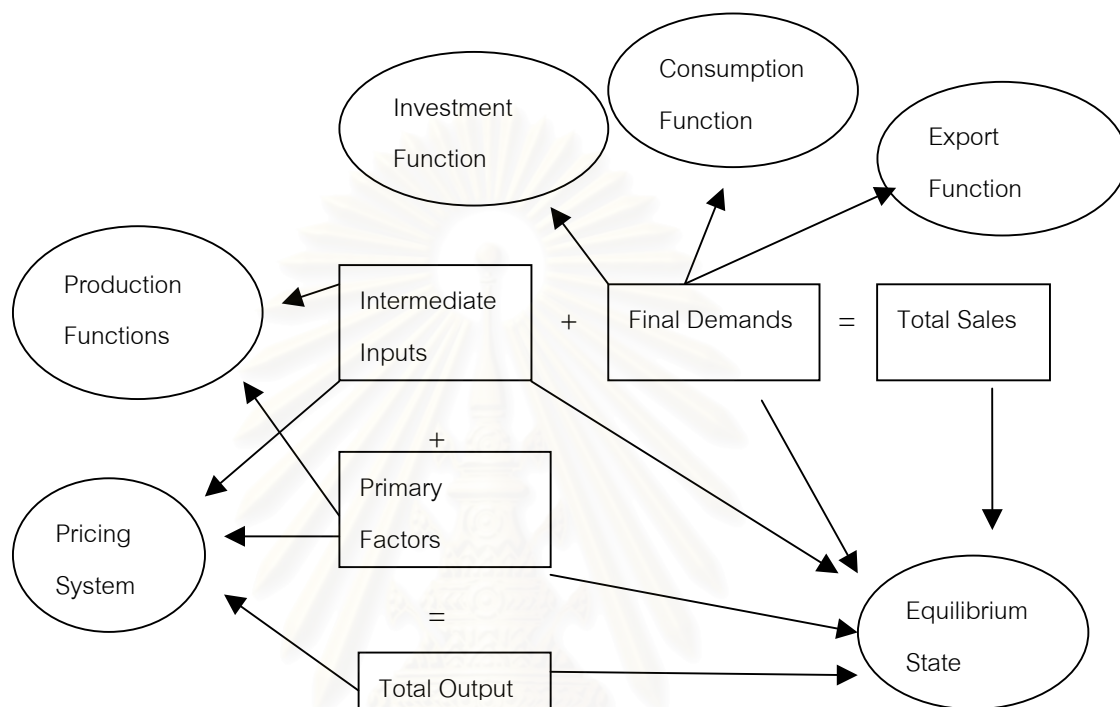 Investment
Function
Consumption
Function
Export
Function
Production
Functions
Intermediate
Inputs
+
Final Demands
=
Total Sales
+
Primary
Factors
Pricing
System
=
Total Output
Equilibrium
State